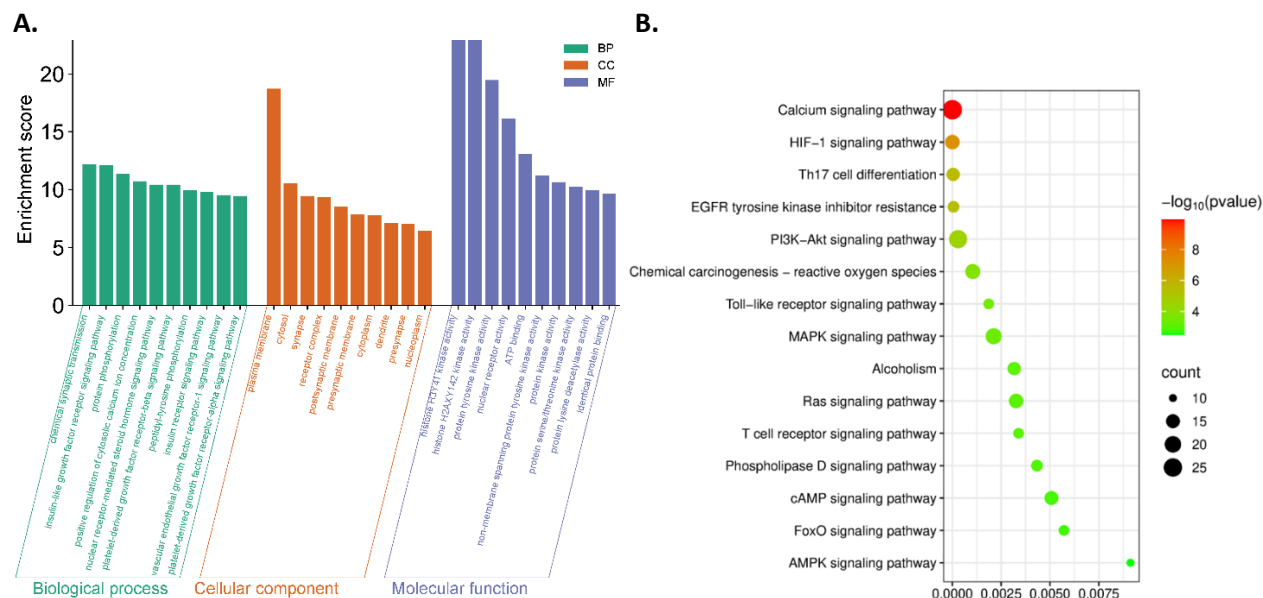 A.
Enrichment score
20
15
10
5
0
BP
CC
MF
chemical synaptic transmission
insulin-like growth factor receptor signaling pathway
protein phosphorylation
positive regulation of cytosolic calcium ion concentration
nuclear receptor-mediated steroid hormone signaling pathway
platelet-derived growth factor receptor-beta signaling pathway
peptidyl-tyrosine phosphorylation
insulin receptor signaling pathway
vascular endothelial growth factor receptor-1 signaling pathway
platelet-derived growth factor receptor-alpha signaling pathway
plasma membrane
cytosol
synapse
receptor complex
postsynaptic membrane
presynaptic membrane
cytoplasm
dendrite
presynapse
nucleoplasm
histone H3Y41 kinase activity
histone H2AXY142 kinase activity
protein tyrosine kinase activity
nuclear receptor activity
ATP binding
non-membrane spanning protein tyrosine kinase activity
protein kinase activity
protein serine/threonine kinase activity
protein lysine deacetylase activity
identical protein binding
Biological process
Cellular component
Molecular function
B.
Calcium signaling pathway
HIF−1 signaling pathway
Th17 cell differentiation
EGFR tyrosine kinase inhibitor resistance
PI3K−Akt signaling pathway
Chemical carcinogenesis − reactive oxygen species
Toll−like receptor signaling pathway
MAPK signaling pathway
Alcoholism
Ras signaling pathway
T cell receptor signaling pathway
Phospholipase D signaling pathway
cAMP signaling pathway
FoxO signaling pathway
AMPK signaling pathway
0.0000 0.0025 0.0050 0.0075
−log10(pvalue)
8
6
4
count
10
15
20
25